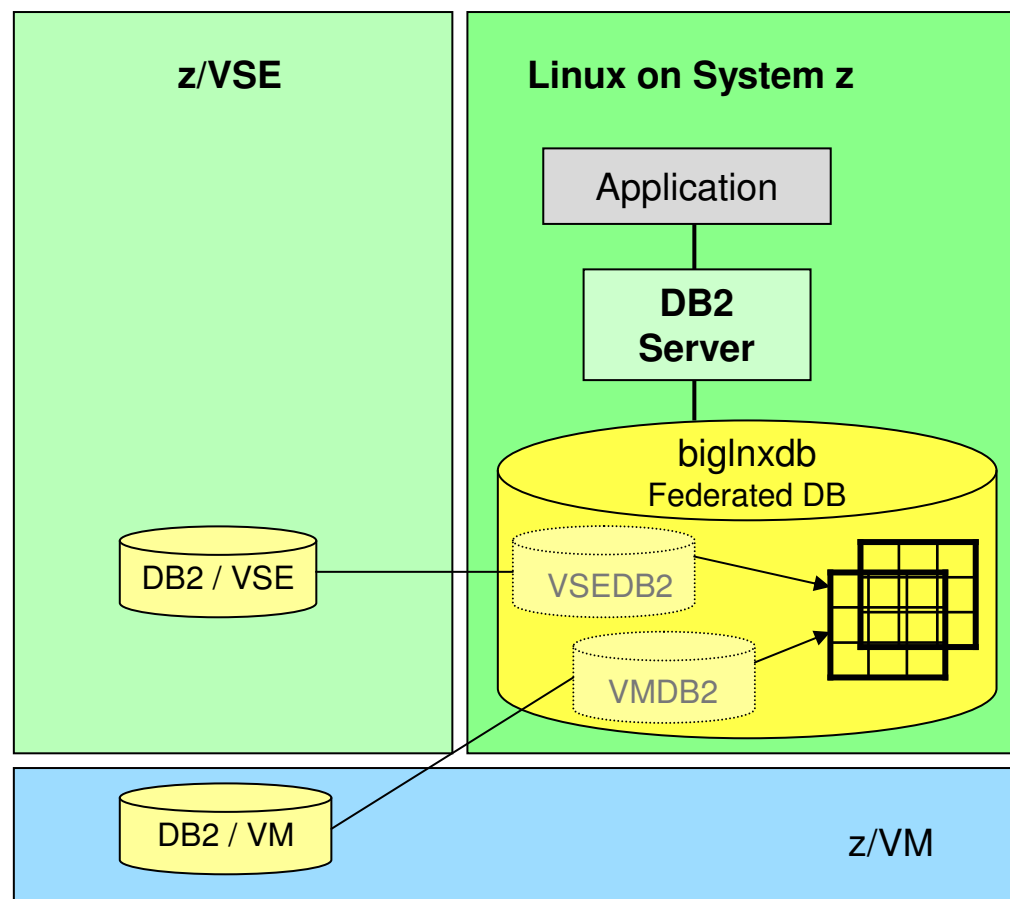 z/VSE
Linux on System z
Application
DB2
Server
biglnxdb
Federated DB
DB2 / VSE
VSEDB2
VMDB2
DB2 / VM
z/VM